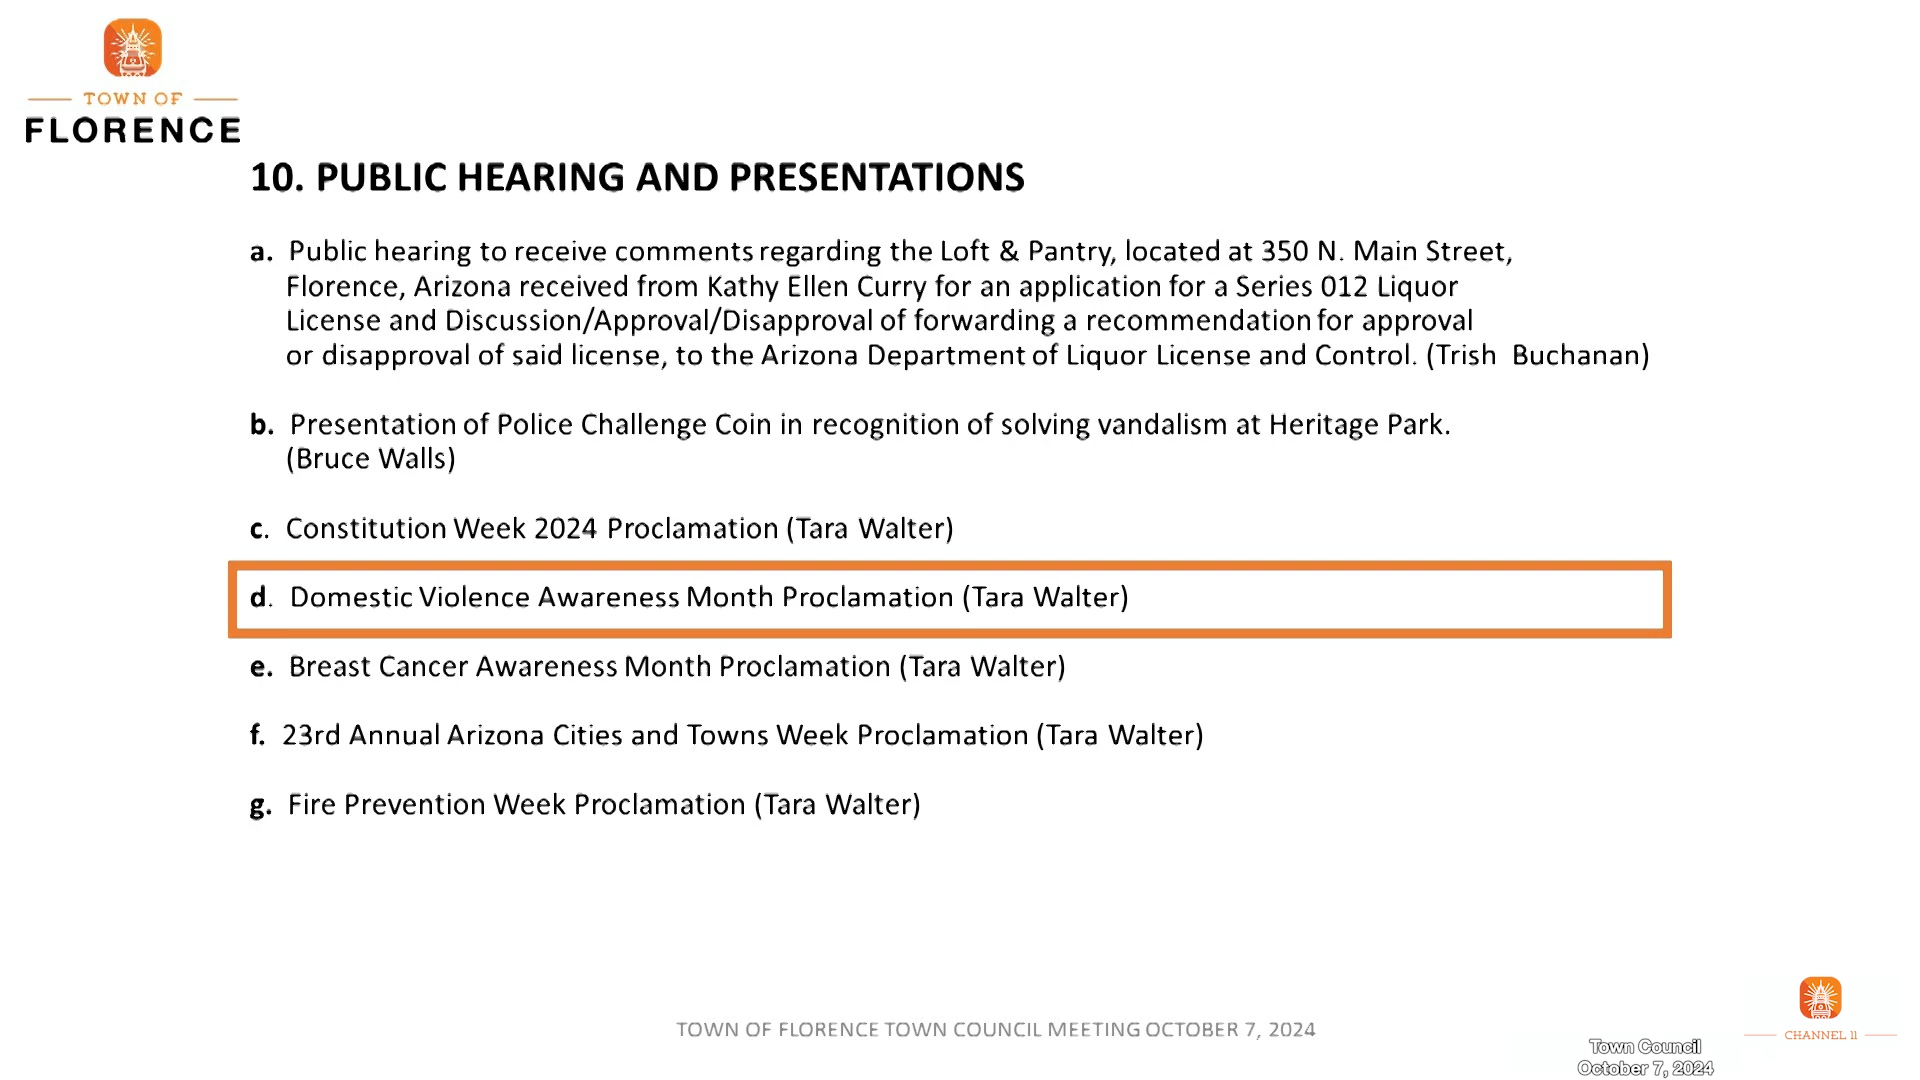 TOWN OF
FLORENCE
10. PUBLIC HEARING AND PRESENTATIONS
a. Public hearing to receive comments regarding the Loft & Pantry, located at 350 N. Main Street,
Florence, Arizona received from Kathy Ellen Curry for an application for a Series 012 Liquor
License and Discussion/Approval/Disapproval of forwarding a recommendation for approval
or disapproval of said license, to the Arizona Department of Liquor License and Control. (Trish Buchanan)
b. Presentation of Police Challenge Coin in recognition of solving vandalism at Heritage Park.
(Bruce Walls)
c. Constitution Week 2024 Proclamation (Tara Walter)
d. Domestic Violence Awareness Month Proclamation (Tara Walter)
e. Breast Cancer Awareness Month Proclamation (Tara Walter)
f. 23rd Annual Arizona Cities and Towns Week Proclamation (Tara Walter)
g. Fire Prevention Week Proclamation (Tara Walter)
TOWN OF FLORENCE TOWN COUNCIL MEETING OCTOBER 7, 2024
CHANNEL 11
Town Council
October 7, 2024